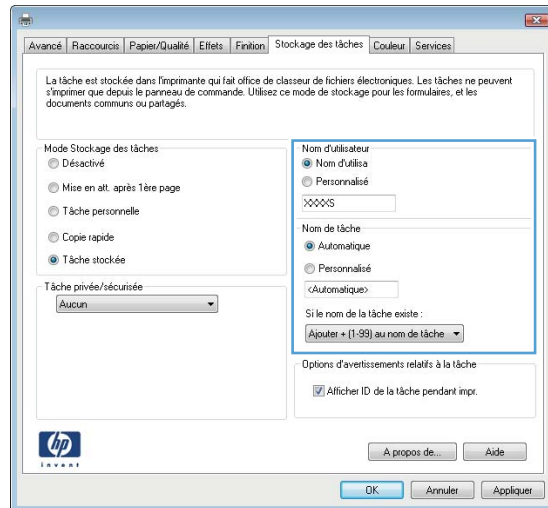 Avancé Raccourcis Papier/Qualité Effets Finition Stockage des tâches Couleur Services
La tâche est stockée dans l'imprimante qui fait office de classeur de fichiers électroniques. Les tâches ne peuvent
s'imprimer que depuis le panneau de commande. Utilisez ce mode de stockage pour les formulaires, et les
documents communs ou partagés.
Mode Stockage des tâches
Désactivé
Mise en att. après 1ère page
Tâche personnelle
Copie rapide
Tâche stockée
Tâche privée/sécurisée
Aucun
Nom d'utilisateur
Nom d'utilisa
Personnalisé
XXXXS
Nom de tâche
Automatique
Personnalisé
<Automatique>
Si le nom de la tâche existe :
Ajouter + (1-99) au nom de tâche
Options d'avertissements relatifs à la tâche
Afficher ID de la tâche pendant impr.
hp
invent
A propos de... Aide
OK Annuler Appliquer